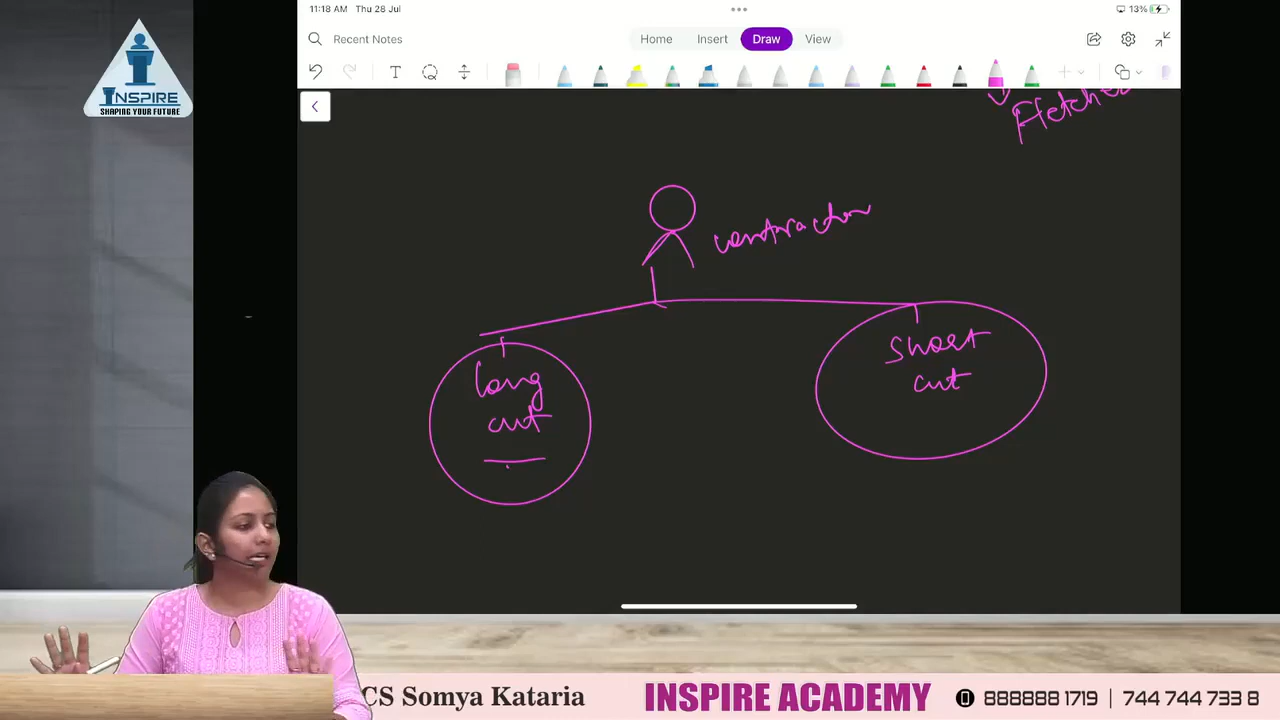 INSPIRE
SHAPING YOUR FUTURE
11:18 AM Thu 28 Jul
13%
Recent Notes
Home Insert Draw View
T
Ffetched
contractor
long
cut
short
cut
CS Somya Kataria
INSPIRE ACADEMY
888888 1719 | 744 744 733 8